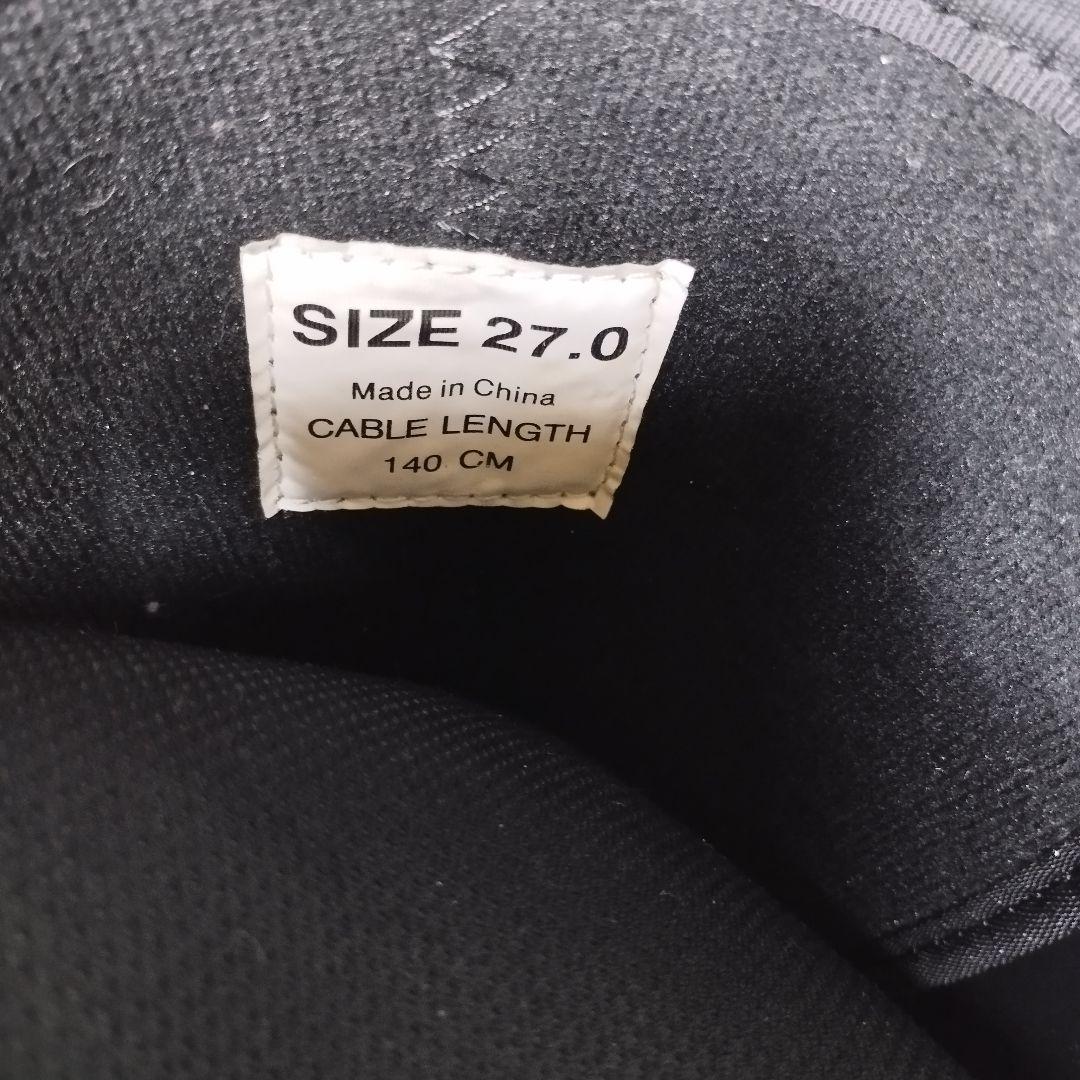 SIZE 27.0
Made in China
CABLE LENGTH
140 CM